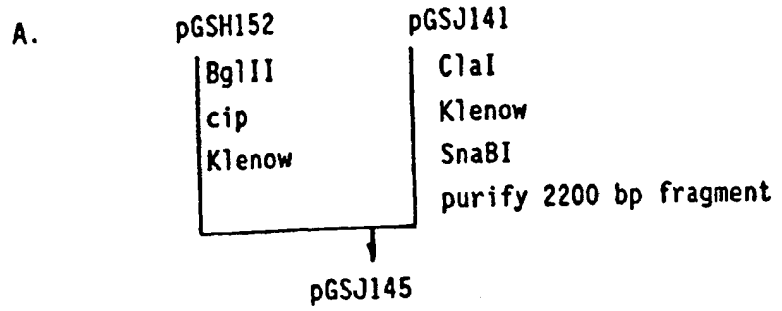 A.
pGSH152 pGSJ141
BglII ClaI
cip Klenow
Klenow SnaBI
purify 2200 bp fragment
pGSJ145